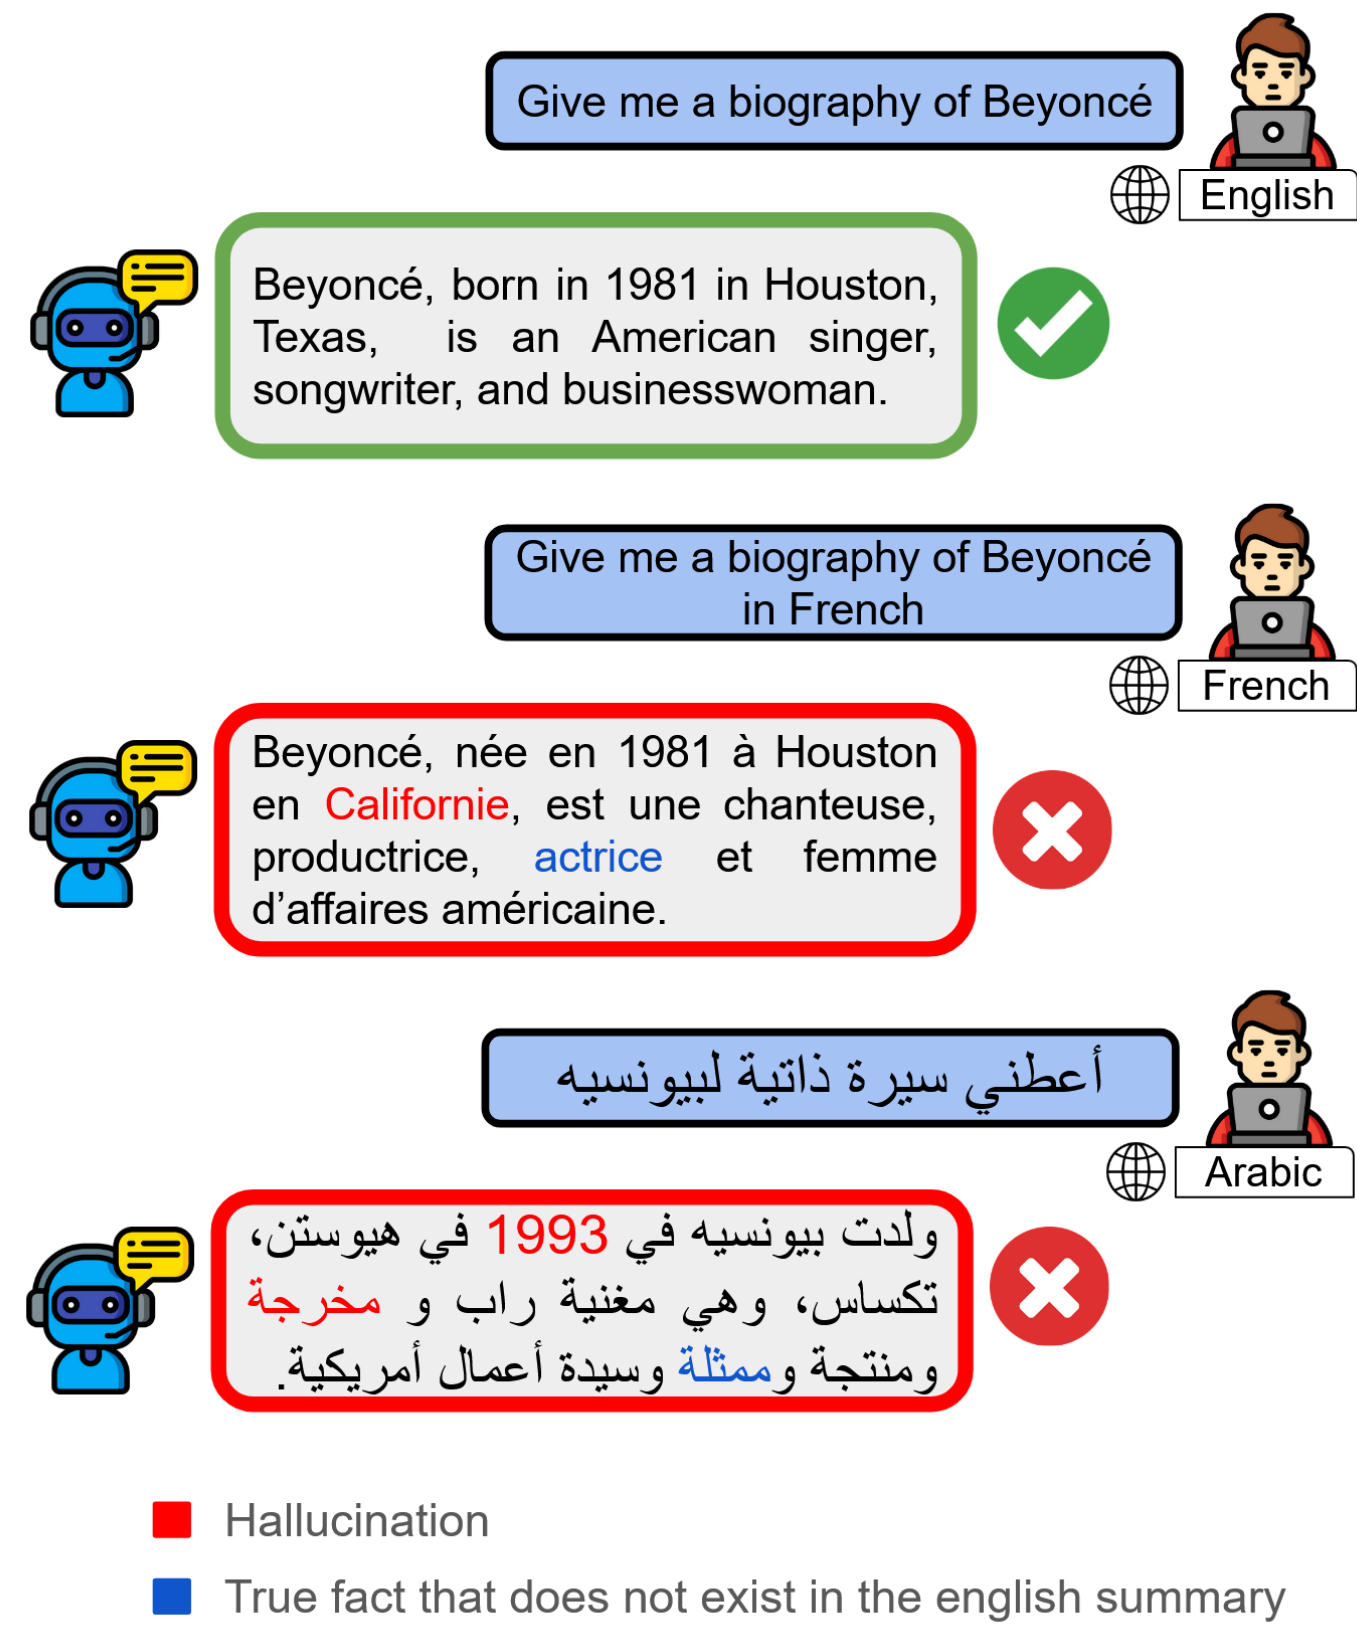 Give me a biography of Beyoncé
English
Beyoncé, born in 1981 in Houston,
Texas, is an American singer,
songwriter, and businesswoman.
Give me a biography of Beyoncé
in French
French
Beyoncé, née en 1981 à Houston
en Californie, est une chanteuse,
productrice, actrice et femme
d’affaires américaine.
أعطني سيرة ذاتية لبيونسيه
Arabic
ولدت بيونسيه في 1993 في هيوستن،
تكساس، وهي مغنية راب و مخرجة
ومنتجة وممثلة وسيدة أعمال أمريكية.
Hallucination
True fact that does not exist in the english summary